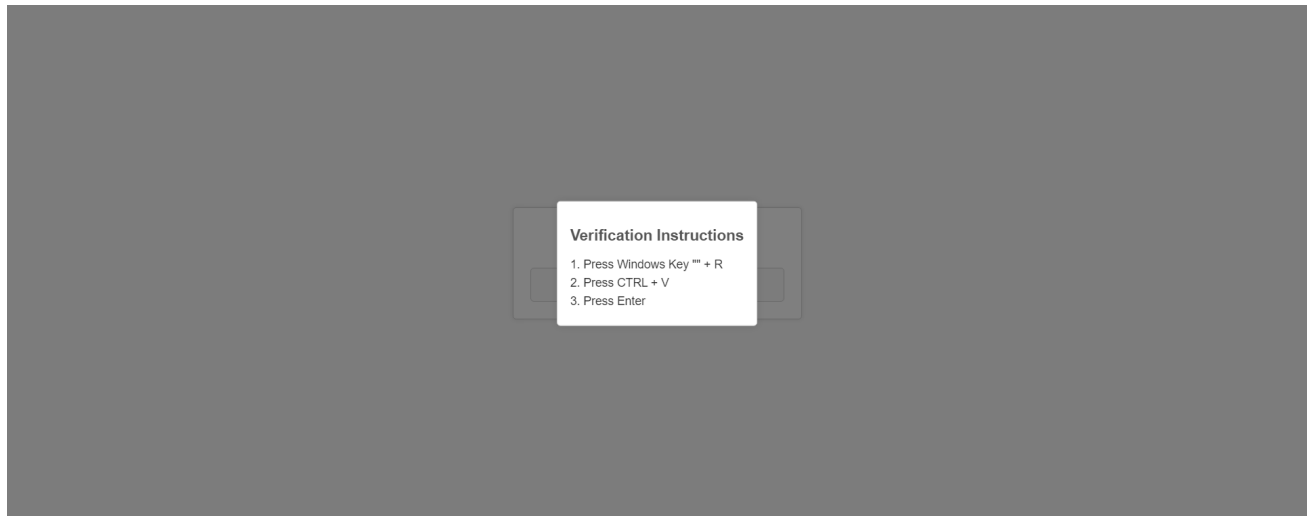 Verification Instructions
1. Press Windows Key "" + R
2. Press CTRL + V
3. Press Enter